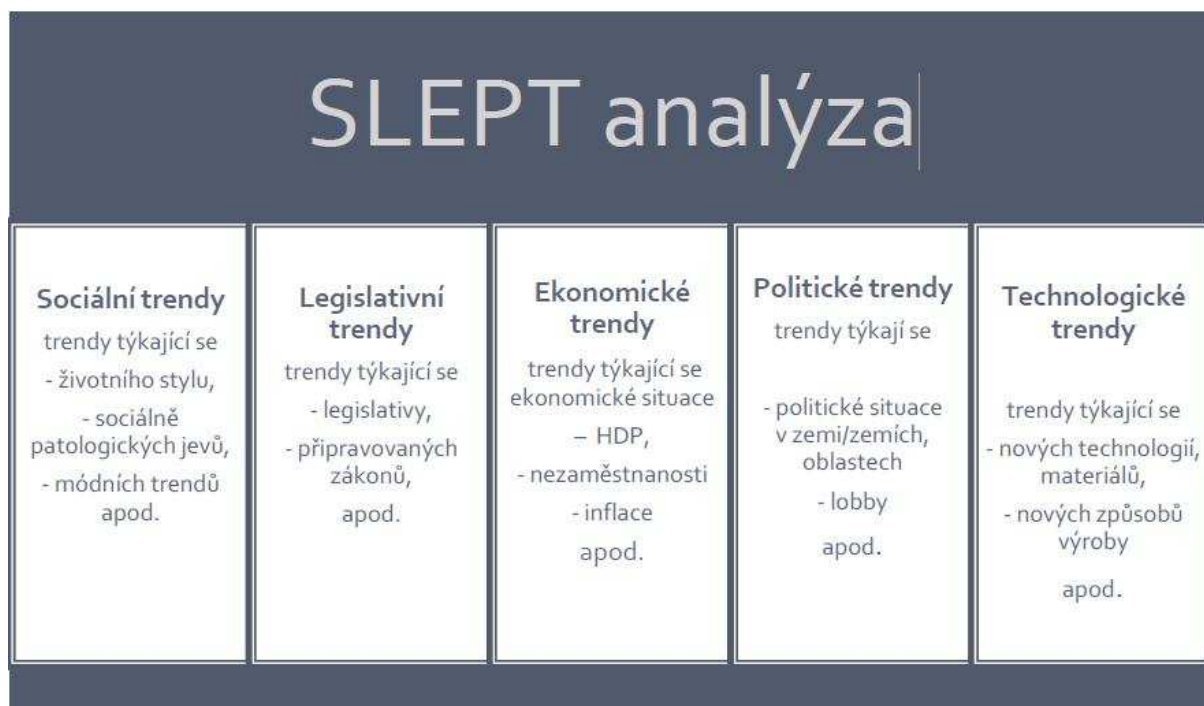 SLEPT analýza
Sociální trendy
trendy týkající se
- životního stylu,
- sociálně
patologických jevů,
- módních trendů
apod.
Legislativní
trendy
trendy týkající se
- legislativy,
- připravovaných
zákonů,
apod.
Ekonomické
trendy
trendy týkající se
ekonomické situace
– HDP,
- nezaměstnanosti
- inflace
apod.
Politické trendy
trendy týkají se
- politické situace
v zemi/zemích,
oblastech
- lobby
apod.
Technologické
trendy
trendy týkající se
- nových technologií,
materiálů,
- nových způsobů
výroby
apod.